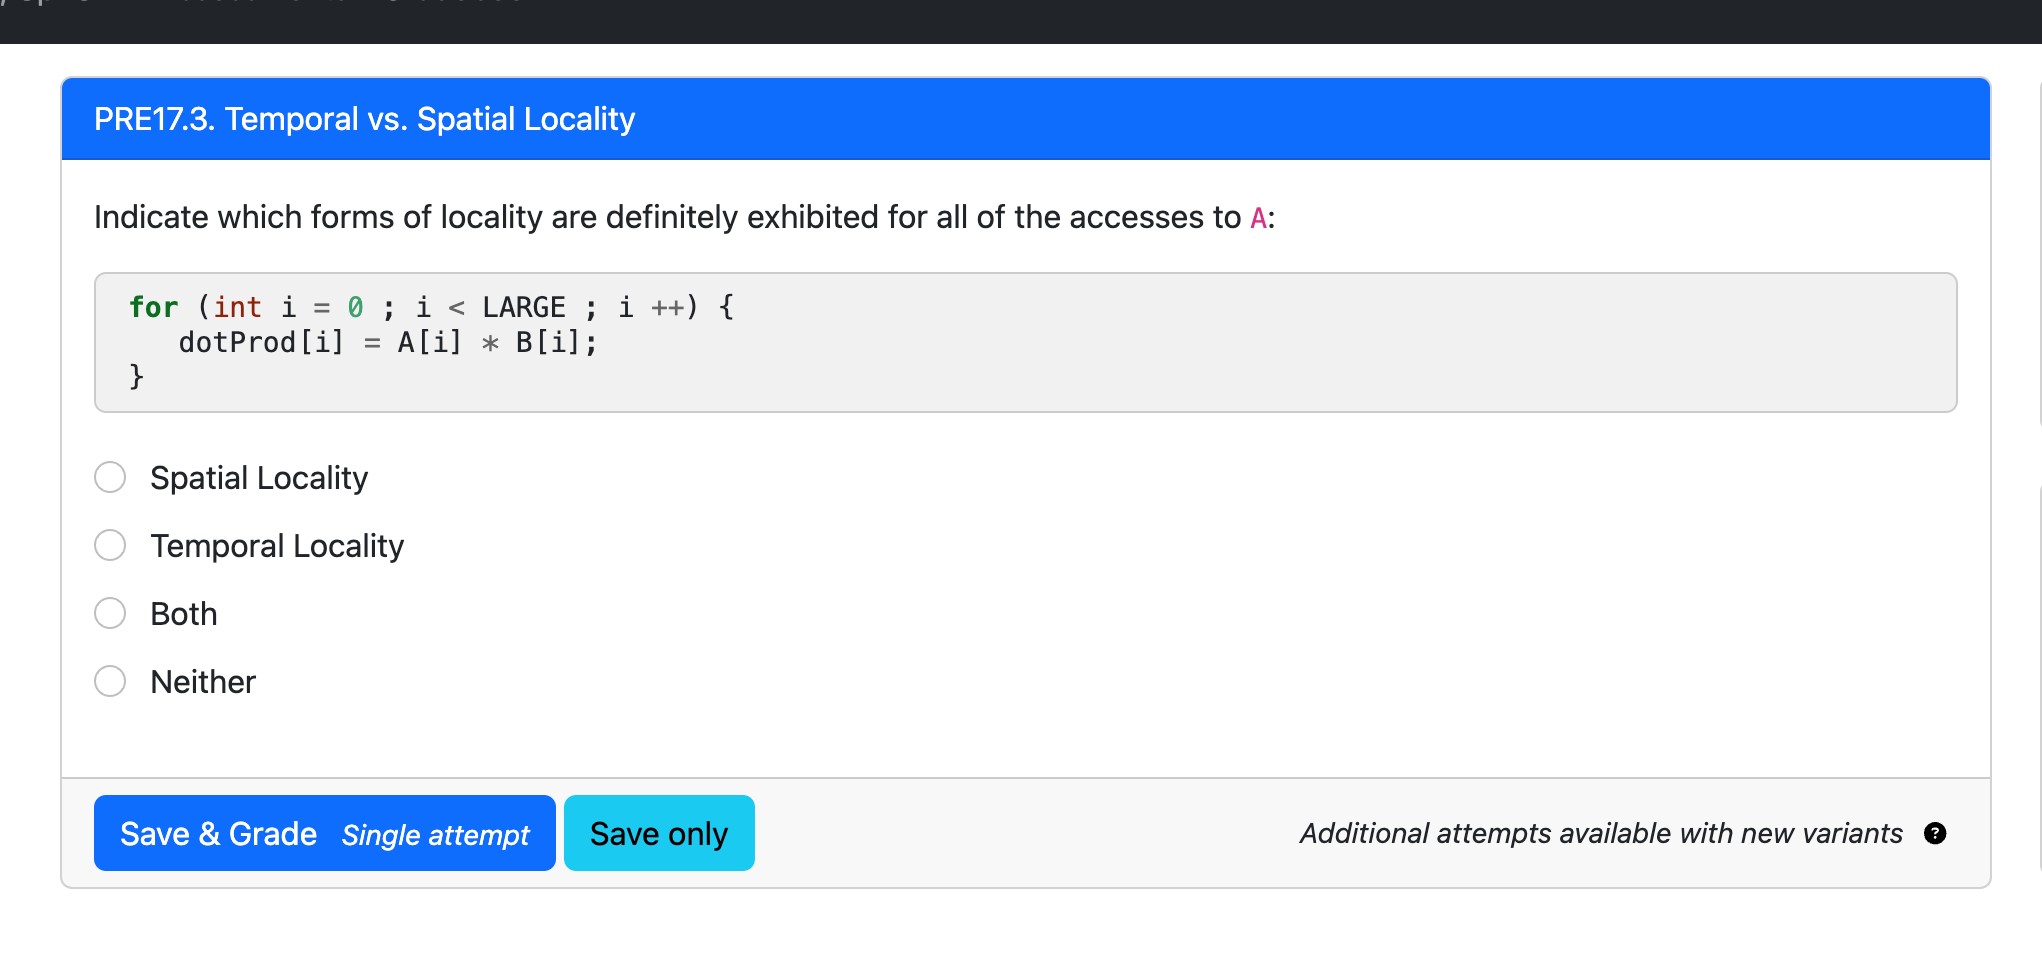 PRE17.3. Temporal vs. Spatial Locality
Indicate which forms of locality are definitely exhibited for all of the accesses to A:
for (int i = 0 ; i < LARGE ; i ++) {
   dotProd[i] = A[i] * B[i];
}
Spatial Locality
Temporal Locality
Both
Neither
Save & Grade Single attempt
Save only
Additional attempts available with new variants ?